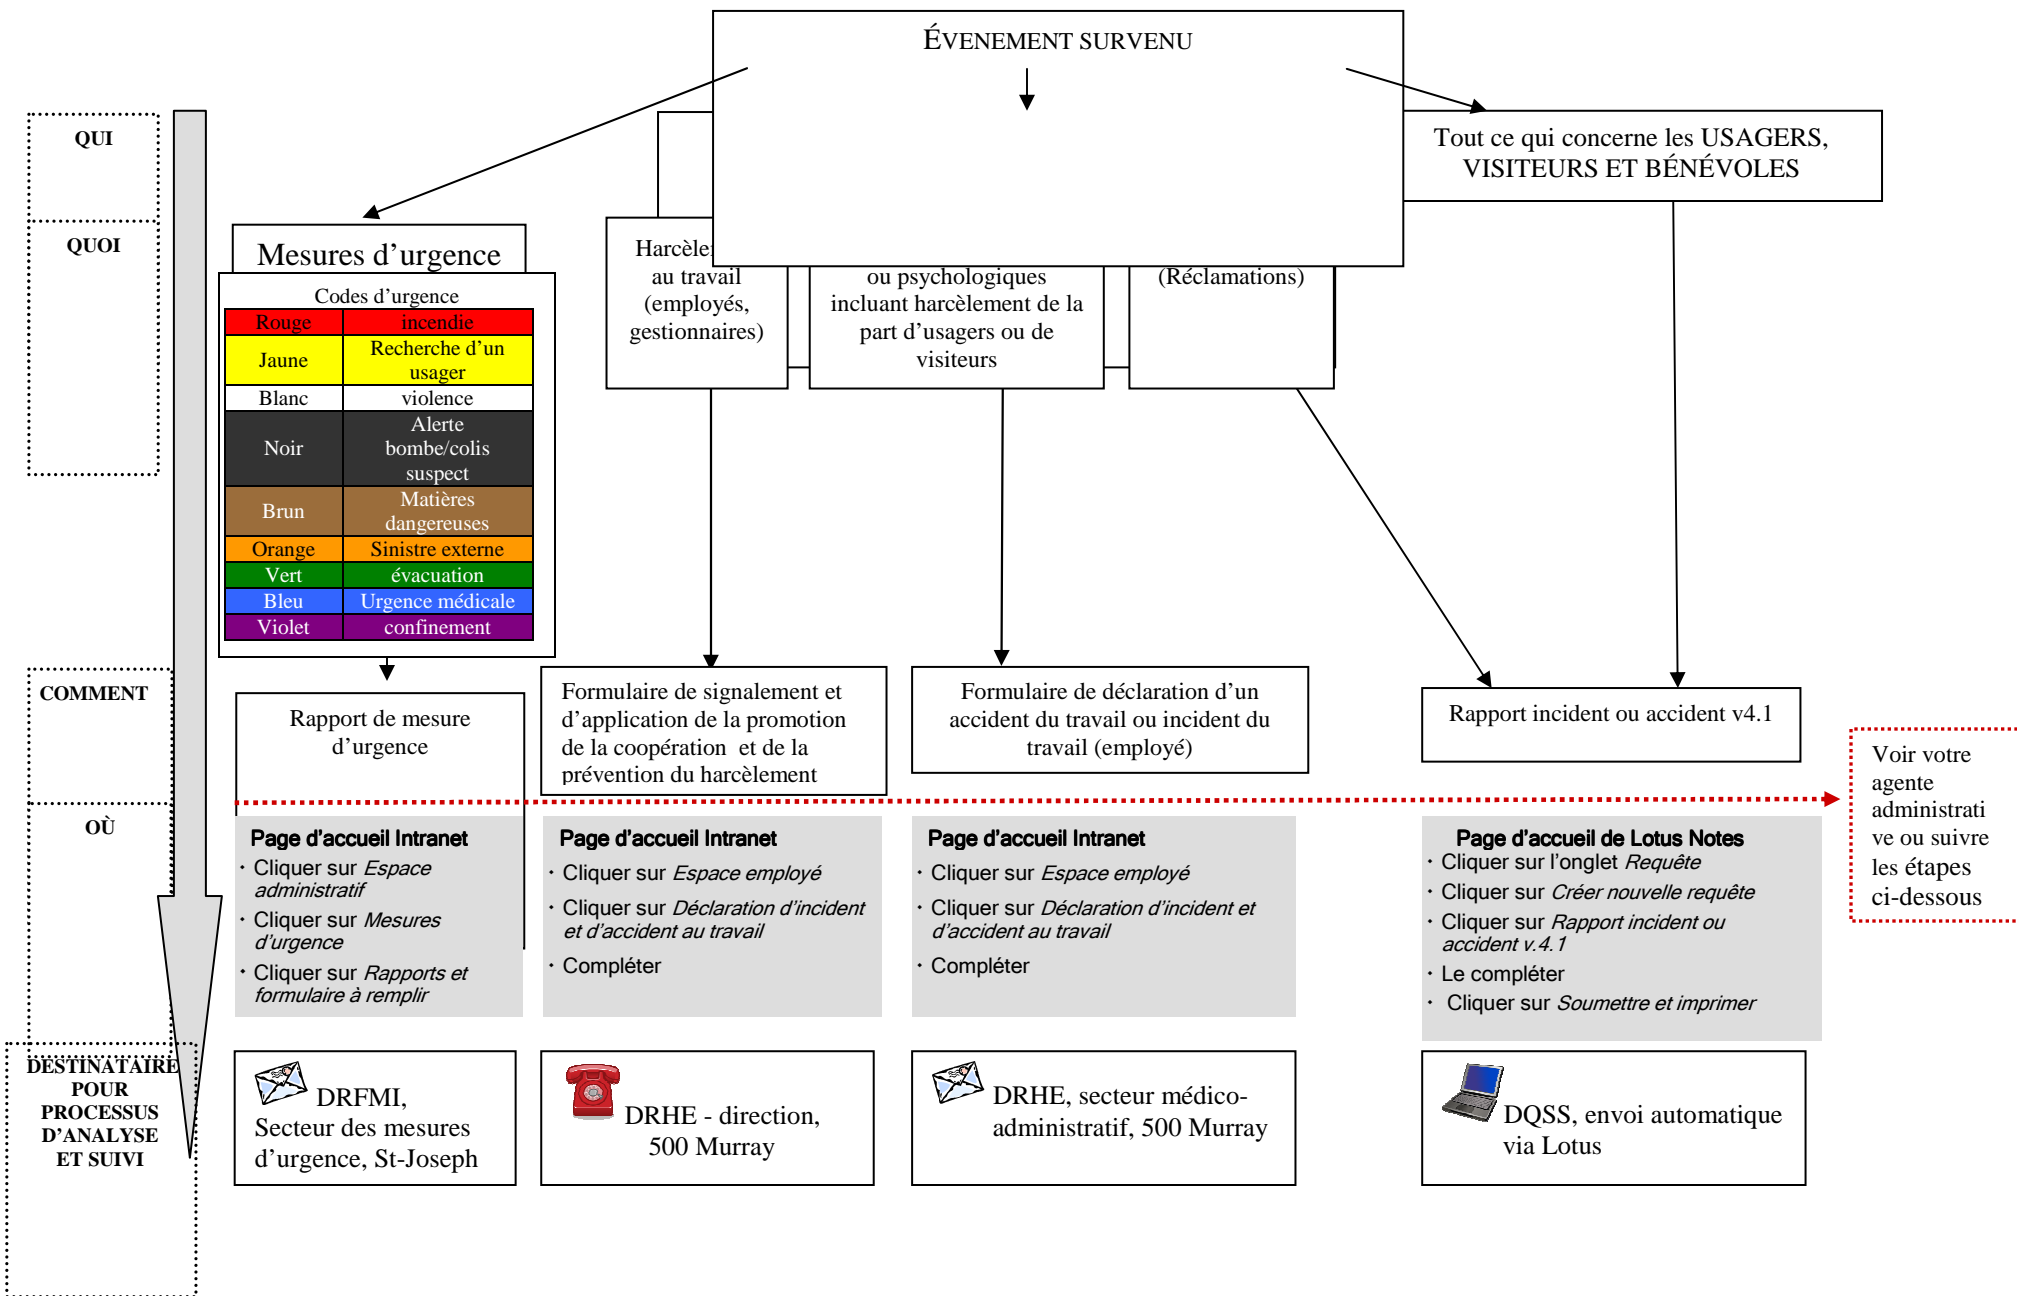 ÉVENEMENT SURVENU
QUI
Tout ce qui concerne les USAGERS,
VISITEURS ET BÉNÉVOLES
QUOI
Mesures d’urgence
Codes d’urgence
Rouge incendie
Jaune Recherche d’un
usager
Blanc violence
Noir Alerte
bombe/colis
suspect
Brun Matières
dangereuses
Orange Sinistre externe
Vert évacuation
Bleu Urgence médicale
Violet confinement
au travail
(employés,
gestionnaires)
ou psychologiques
incluant harcèlement de la
part d’usagers ou de
visiteurs
(Réclamations)
COMMENT
Rapport de mesure
d’urgence
Formulaire de signalement et
d’application de la promotion
de la coopération et de la
prévention du harcèlement
Formulaire de déclaration d’un
accident du travail ou incident du
travail (employé)
Rapport incident ou accident v4.1
Voir votre
agente
administrati
ve ou suivre
les étapes
ci-dessous
OÙ
Page d’accueil Intranet
· Cliquer sur Espace
administratif
· Cliquer sur Mesures
d’urgence
· Cliquer sur Rapports et
formulaire à remplir
Page d’accueil Intranet
· Cliquer sur Espace employé
· Cliquer sur Déclaration d’incident
et d’accident au travail
· Compléter
Page d’accueil Intranet
· Cliquer sur Espace employé
· Cliquer sur Déclaration d’incident et
d’accident au travail
· Compléter
Page d’accueil de Lotus Notes
· Cliquer sur l’onglet Requête
· Cliquer sur Créer nouvelle requête
· Cliquer sur Rapport incident ou
accident v.4.1
· Le compléter
· Cliquer sur Soumettre et imprimer
DESTINATAIRE
POUR
PROCESSUS
D’ANALYSE
ET SUIVI
DRFMI,
Secteur des mesures
d’urgence, St-Joseph
DRHE - direction,
500 Murray
DRHE, secteur médico-
administratif, 500 Murray
DQSS, envoi automatique
via Lotus